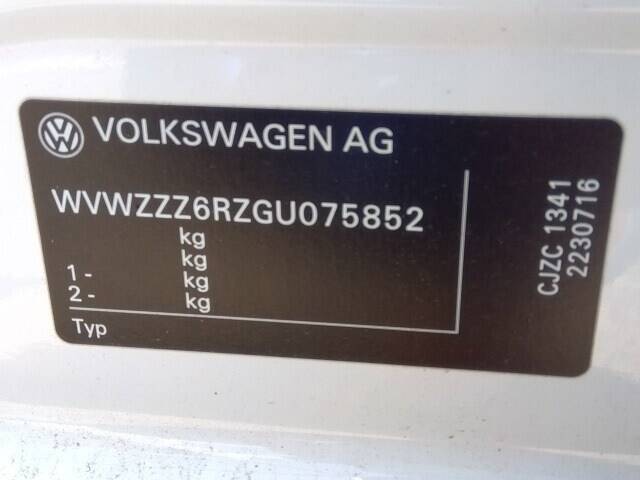 VOLKSWAGEN AG
WVWZZZ6RZGU075852
kg
kg
1- kg
2- kg
Typ
CJZC 1341
2230716